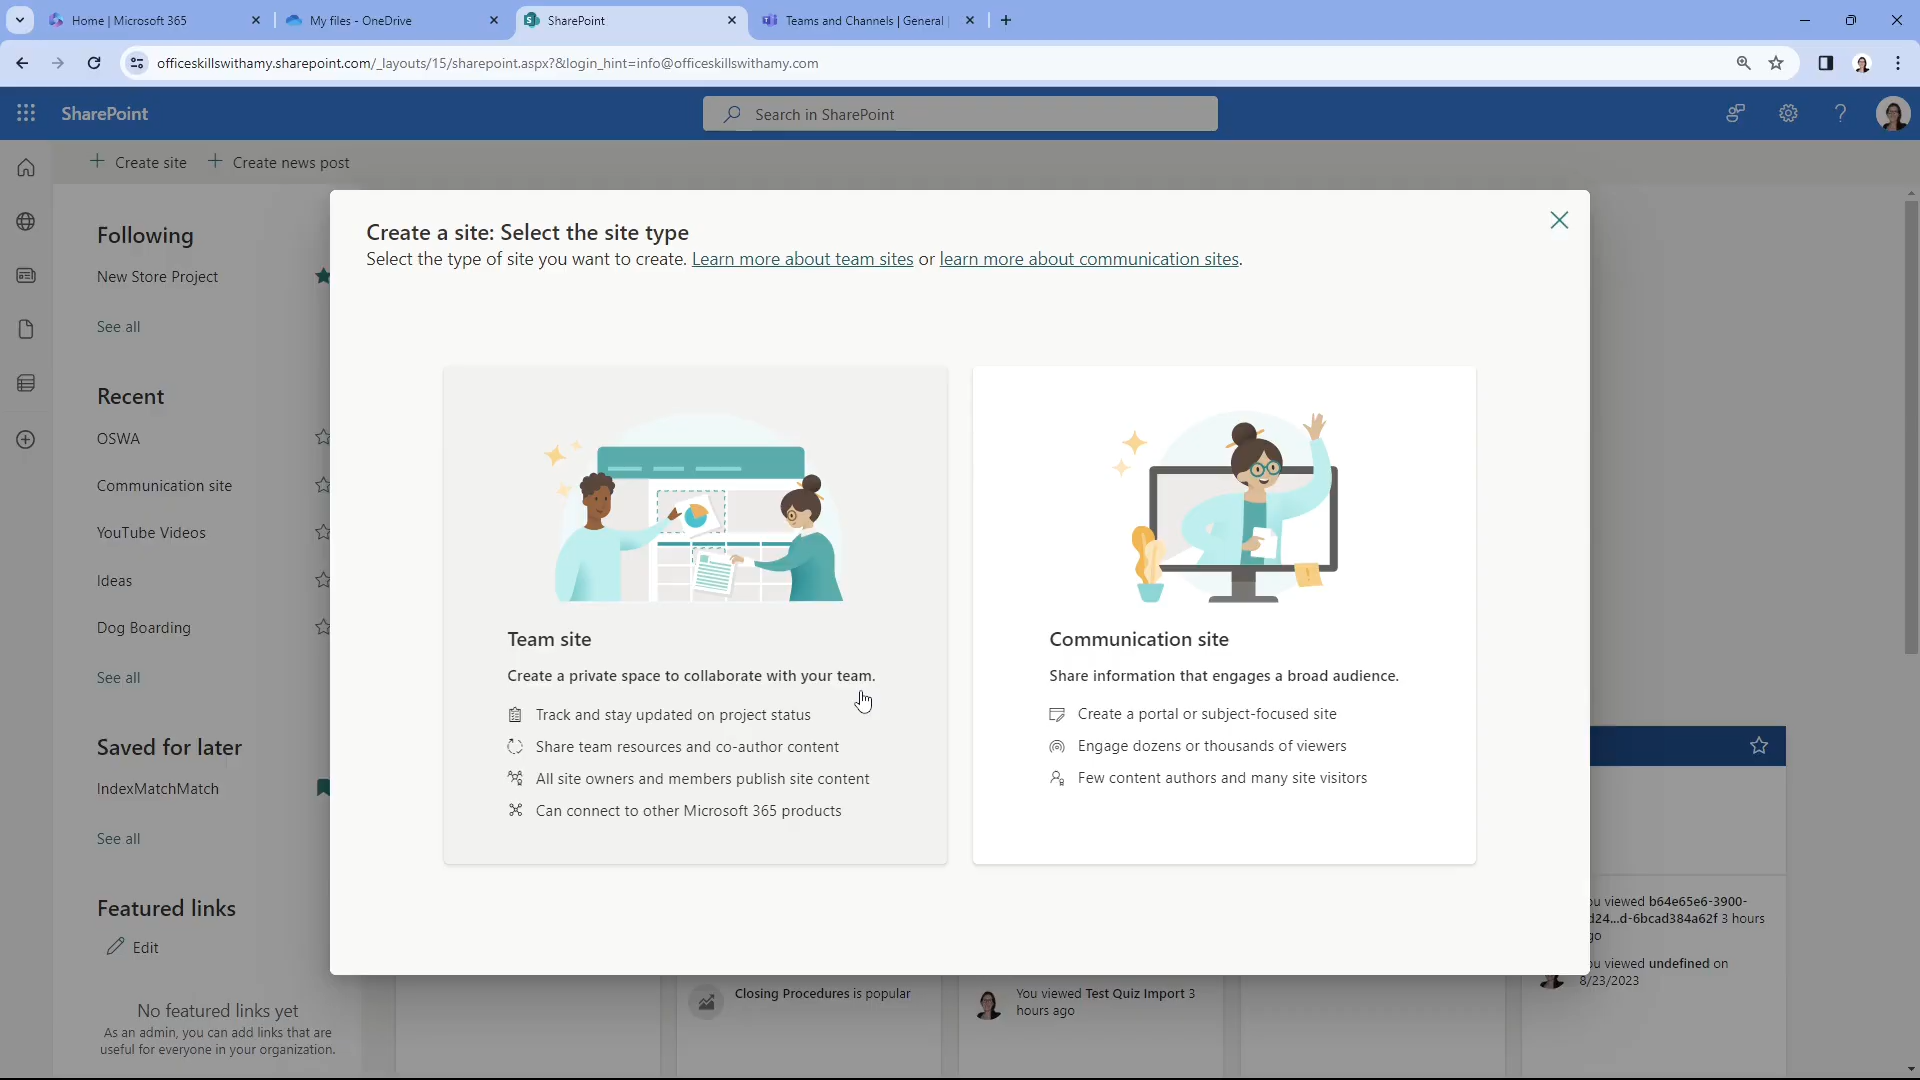 Home | Microsoft 365
My files - OneDrive
SharePoint
Teams and Channels | General
officeskillswithamy.sharepoint.com/_layouts/15/sharepoint.aspx?&login_hint=info@officeskillswithamy.com
SharePoint
Search in SharePoint
Create site
Create news post
Following
New Store Project
See all
Recent
OSWA
Communication site
YouTube Videos
Ideas
Dog Boarding
See all
Saved for later
IndexMatchMatch
See all
Featured links
Edit
No featured links yet
As an admin, you can add links that are
useful for everyone in your organization.
Create a site: Select the site type
Select the type of site you want to create. Learn more about team sites or learn more about communication sites.
Team site
Create a private space to collaborate with your team.
Track and stay updated on project status
Share team resources and co-author content
All site owners and members publish site content
Can connect to other Microsoft 365 products
Communication site
Share information that engages a broad audience.
Create a portal or subject-focused site
Engage dozens or thousands of viewers
Few content authors and many site visitors
Closing Procedures is popular
You viewed Test Quiz Import 3
hours ago
viewed b64e65e6-3900-
d24...d-6bcad384a62f 3 hours
viewed undefined on
8/23/2023